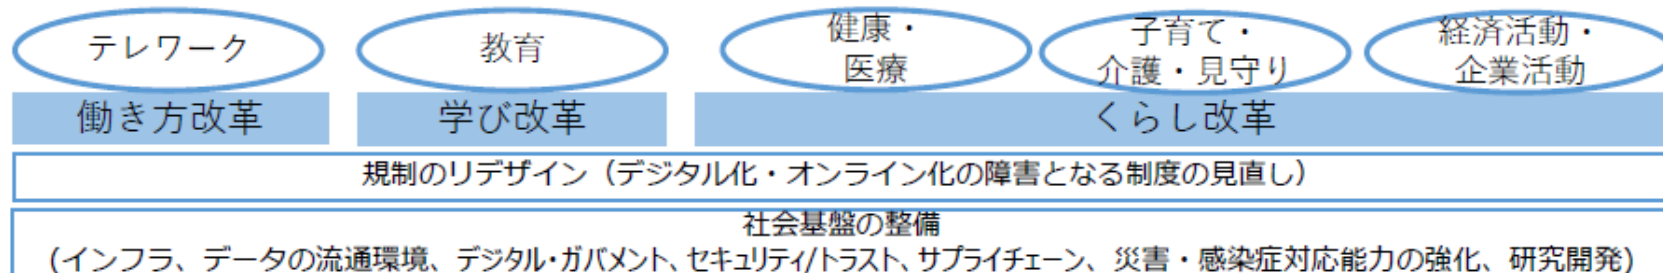 テレワーク
教育
健康・
医療
子育て・
介護・見守り
経済活動・
企業活動
働き方改革
学び改革
くらし改革
規制のリデザイン（デジタル化・オンライン化の障害となる制度の見直し）
社会基盤の整備
（インフラ、データの流通環境、デジタル・ガバメント、セキュリティ/トラスト、サプライチェーン、災害・感染症対応能力の強化、研究開発）